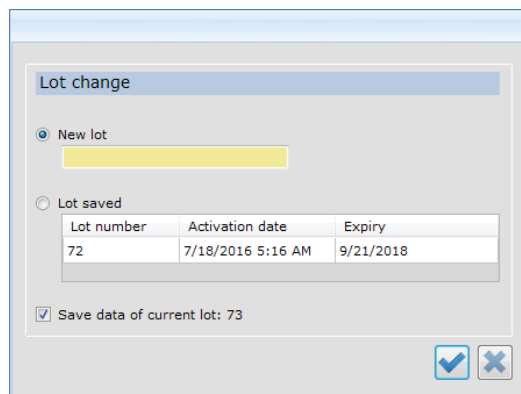 Lot change
New lot
Lot saved
Lot number Activation date Expiry
72 7/18/2016 5:16 AM 9/21/2018
Save data of current lot: 73